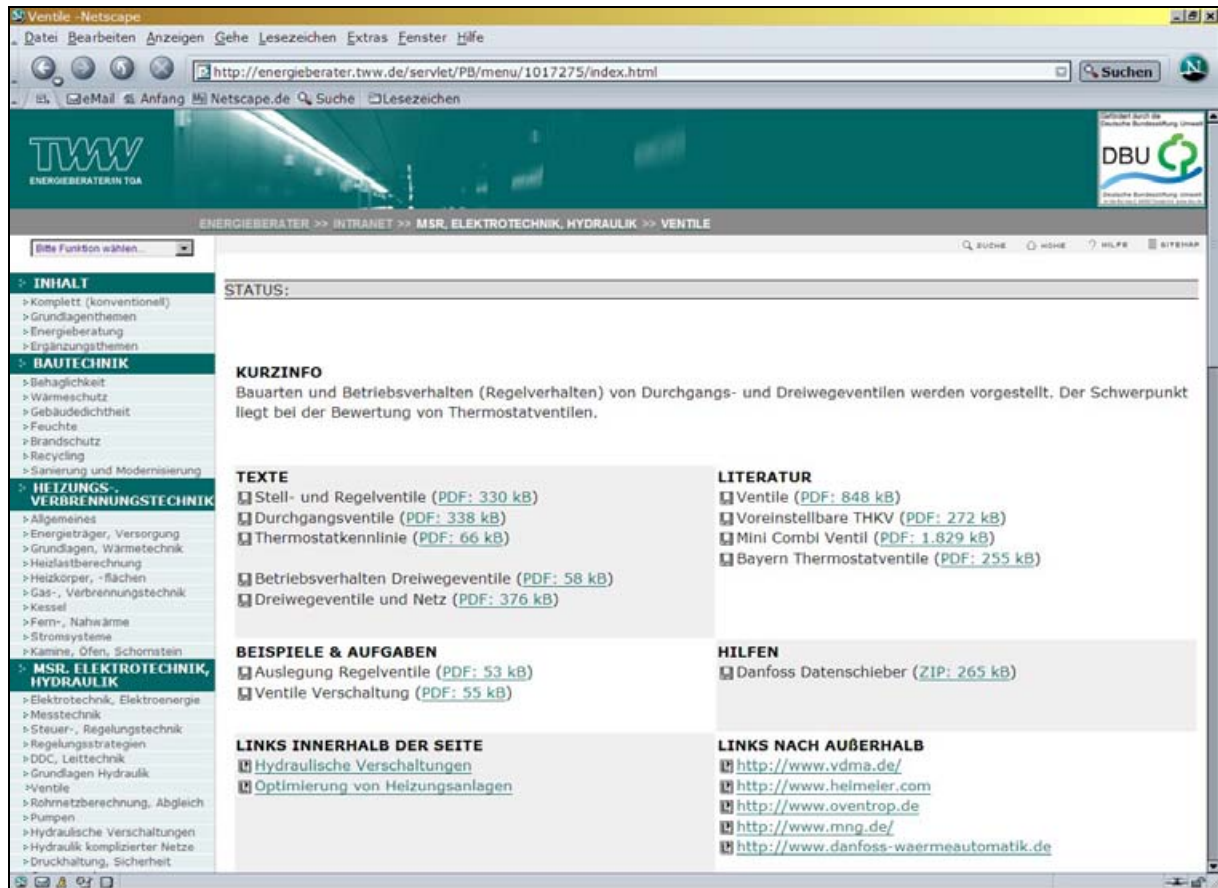 Ventile -Netscape
Datei Bearbeiten Anzeigen Gehe Lesezeichen Extras Fenster Hilfe
http://energieberater.tww.de/servlet/PB/menu/1017275/index.html
Suchen
eMail Anfang Netscape.de Suche Lesezeichen
TWW
ENERGIEBERATERIN TGA
Gefördert durch die
Deutsche Bundesstiftung Umwelt
DBU
Deutsche Bundesstiftung Umwelt
ENERGIEBERATER >> INTRANET >> MSR, ELEKTROTECHNIK, HYDRAULIK >> VENTILE
Bitte Funktion wählen...
SUCHE HOME HILFE SITEMAP
INHALT
Komplett (konventionell)
Grundlagenthemen
Energieberatung
Ergänzungsthemen
BAUTECHNIK
Behaglichkeit
Wärmeschutz
Gebäudedichtheit
Feuchte
Brandschutz
Recycling
Sanierung und Modernisierung
HEIZUNGS-,
VERBRENNUNGSTECHNIK
Allgemeines
Energieträger, Versorgung
Grundlagen, Wärmetechnik
Heizlastberechnung
Heizkörper, -flächen
Gas-, Verbrennungstechnik
Kessel
Fern-, Nahwärme
Stromsysteme
Kamine, Öfen, Schornstein
MSR, ELEKTROTECHNIK,
HYDRAULIK
Elektrotechnik, Elektroenergie
Messtechnik
Steuer-, Regelungstechnik
Regelungsstrategien
DDC, Leittechnik
Grundlagen Hydraulik
Ventile
Rohrnetzberechnung, Abgleich
Pumpen
Hydraulische Verschaltungen
Hydraulik komplizierter Netze
Druckhaltung, Sicherheit
STATUS:
KURZINFO
Bauarten und Betriebsverhalten (Regelverhalten) von Durchgangs- und Dreiwegeventilen werden vorgestellt. Der Schwerpunkt
liegt bei der Bewertung von Thermostatventilen.
TEXTE
Stell- und Regelventile (PDF: 330 kB)
Durchgangsventile (PDF: 338 kB)
Thermostatkennlinie (PDF: 66 kB)
Betriebsverhalten Dreiwegeventile (PDF: 58 kB)
Dreiwegeventile und Netz (PDF: 376 kB)
LITERATUR
Ventile (PDF: 848 kB)
Voreinstellbare THKV (PDF: 272 kB)
Mini Combi Ventil (PDF: 1.829 kB)
Bayern Thermostatventile (PDF: 255 kB)
BEISPIELE & AUFGABEN
Auslegung Regelventile (PDF: 53 kB)
Ventile Verschaltung (PDF: 55 kB)
HILFEN
Danfoss Datenschieber (ZIP: 265 kB)
LINKS INNERHALB DER SEITE
Hydraulische Verschaltungen
Optimierung von Heizungsanlagen
LINKS NACH AUßERHALB
http://www.vdma.de/
http://www.heimeier.com
http://www.oventrop.de
http://www.mng.de/
http://www.danfoss-waermeautomatik.de